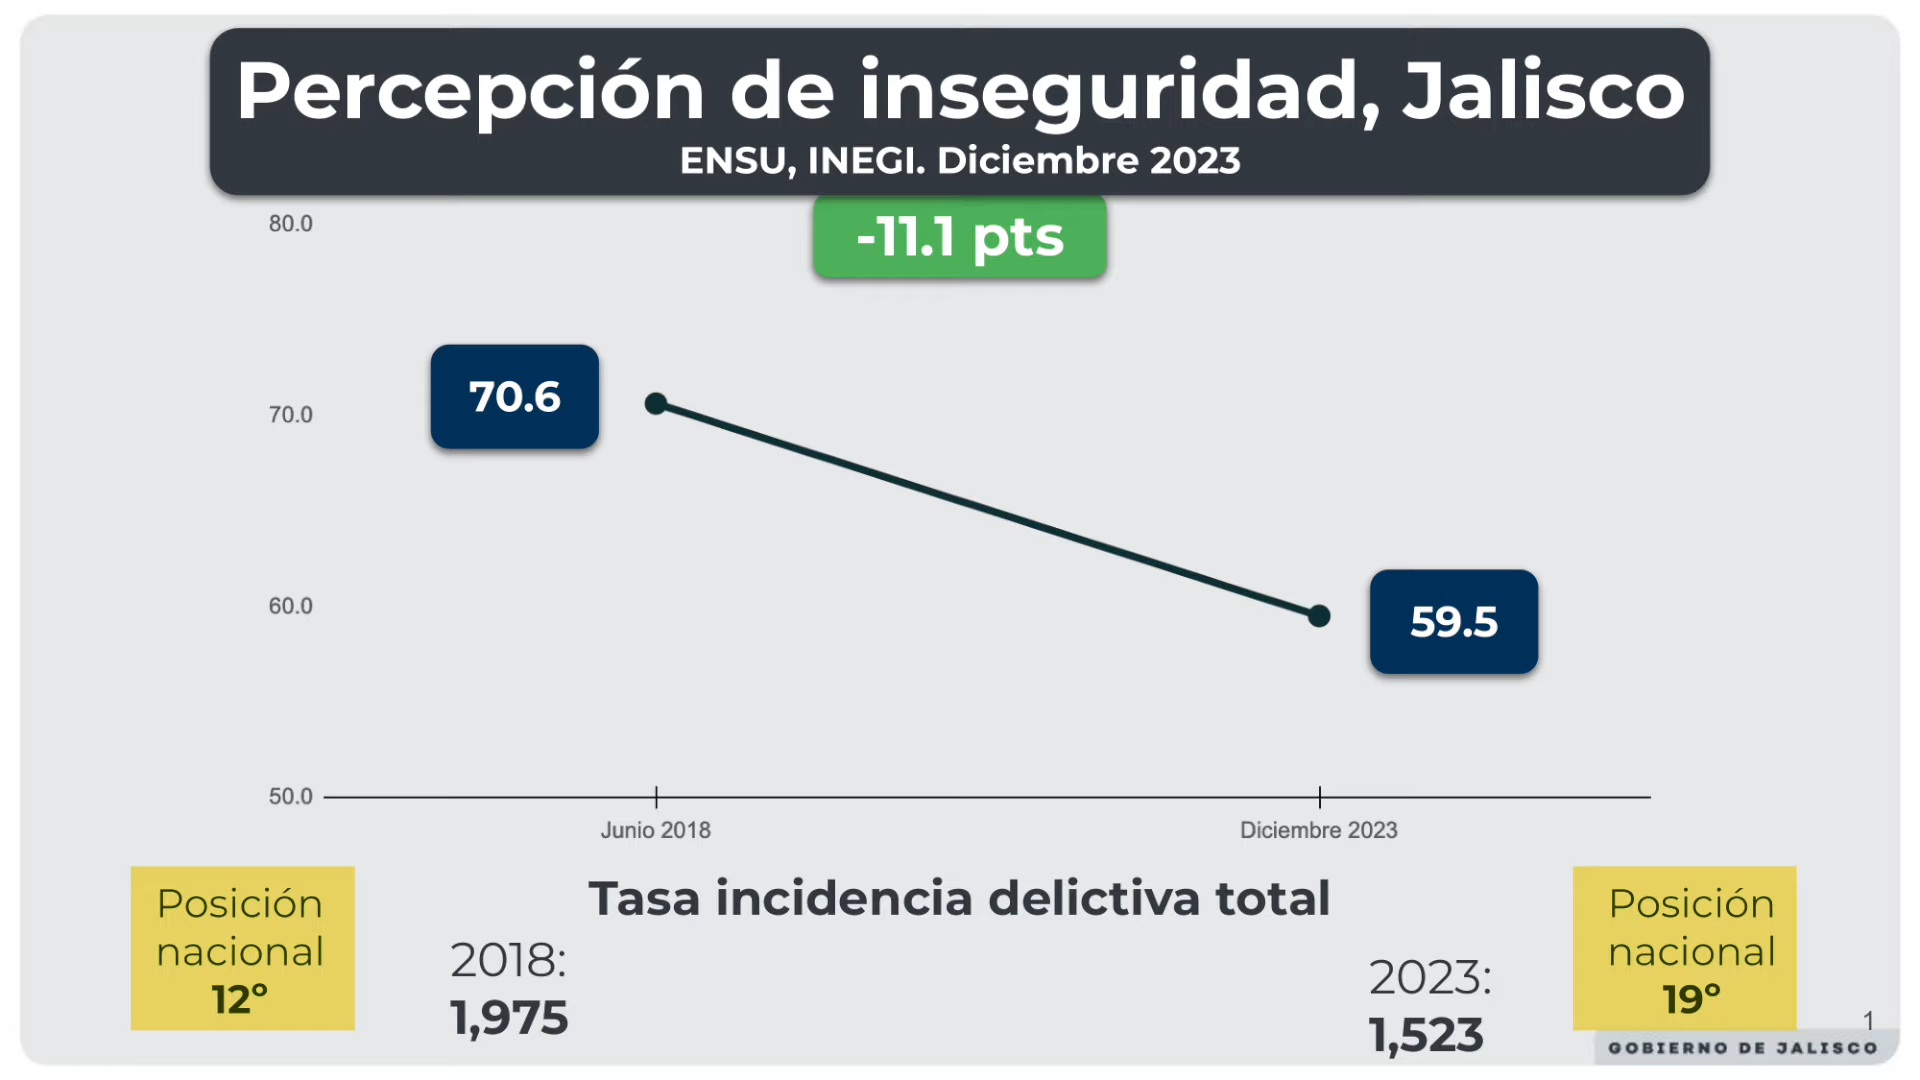 Percepción de inseguridad, Jalisco
ENSU, INEGI. Diciembre 2023
80.0
-11.1 pts
70.6
70.0
60.0
59.5
50.0
Junio 2018
Diciembre 2023
Posición
nacional
12º
Tasa incidencia delictiva total
2018:
1,975
2023:
1,523
Posición
nacional
19º
1
GOBIERNO DE JALISCO